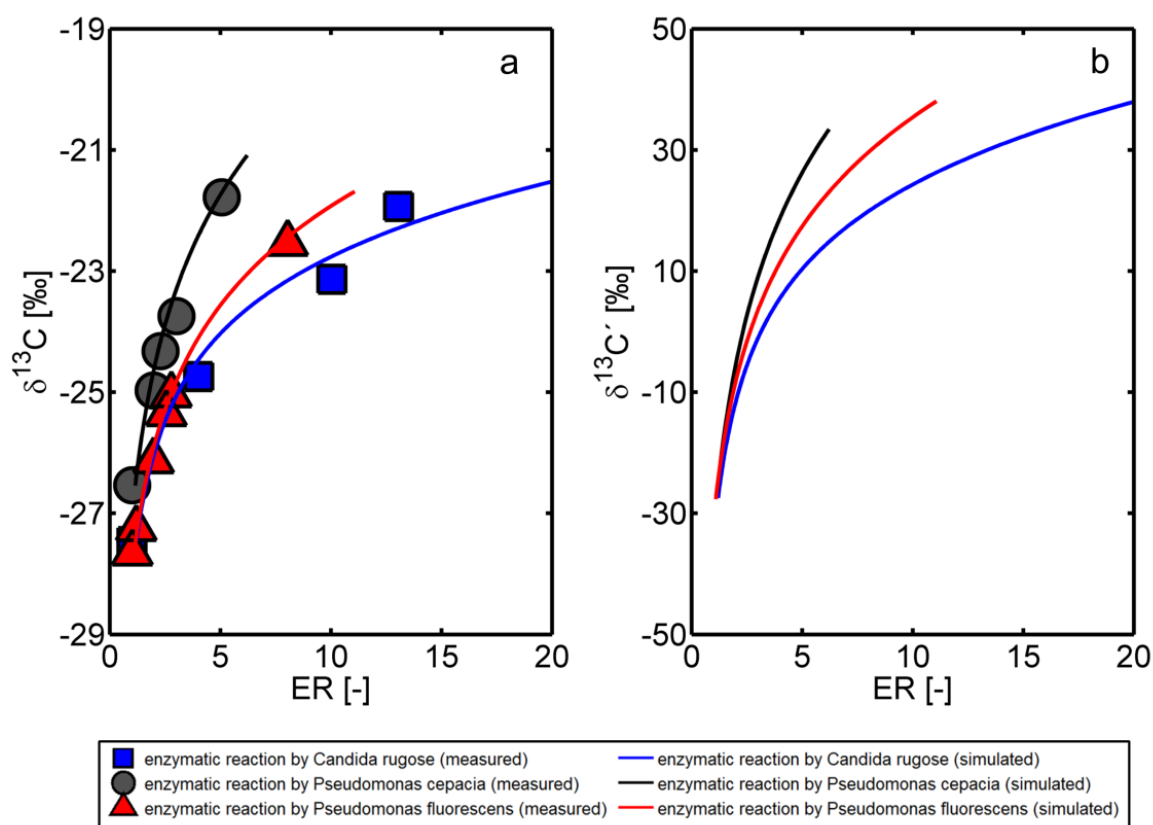 -19
-21
-23
-25
-27
-29
δ13C [‰]
a
0 5 10 15 20
ER [-]
50
30
10
-10
-30
-50
δ13C´ [‰]
b
0 5 10 15 20
ER [-]
enzymatic reaction by Candida rugose (measured)
enzymatic reaction by Pseudomonas cepacia (measured)
enzymatic reaction by Pseudomonas fluorescens (measured)
enzymatic reaction by Candida rugose (simulated)
enzymatic reaction by Pseudomonas cepacia (simulated)
enzymatic reaction by Pseudomonas fluorescens (simulated)